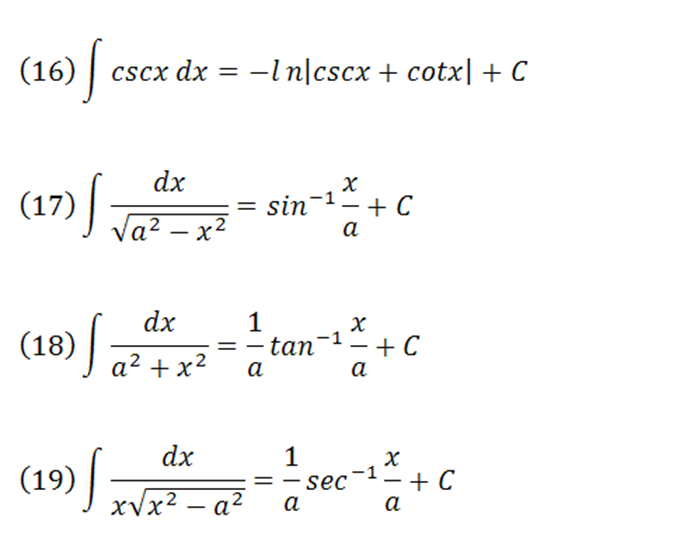 (16) ∫ cscx dx = −ln|cscx + cotx| + C
(17) ∫ dx/√(a² − x²) = sin⁻¹ x/a + C
(18) ∫ dx/(a² + x²) = 1/a tan⁻¹ x/a + C
(19) ∫ dx/(x√(x² − a²)) = 1/a sec⁻¹ x/a + C